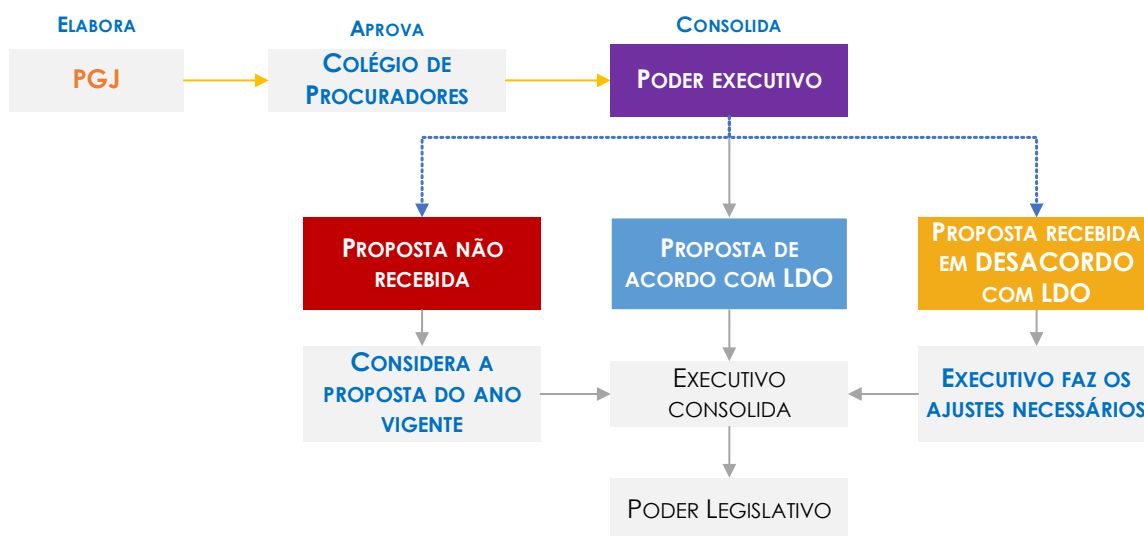 ELABORA
APROVA
CONSOLIDA
PGJ
COLÉGIO DE
PROCURADORES
PODER EXECUTIVO
PROPOSTA NÃO
RECEBIDA
PROPOSTA DE
ACORDO COM LDO
PROPOSTA RECEBIDA
EM DESACORDO
COM LDO
CONSIDERA A
PROPOSTA DO ANO
VIGENTE
EXECUTIVO
CONSOLIDA
EXECUTIVO FAZ OS
AJUSTES NECESSÁRIOS
PODER LEGISLATIVO